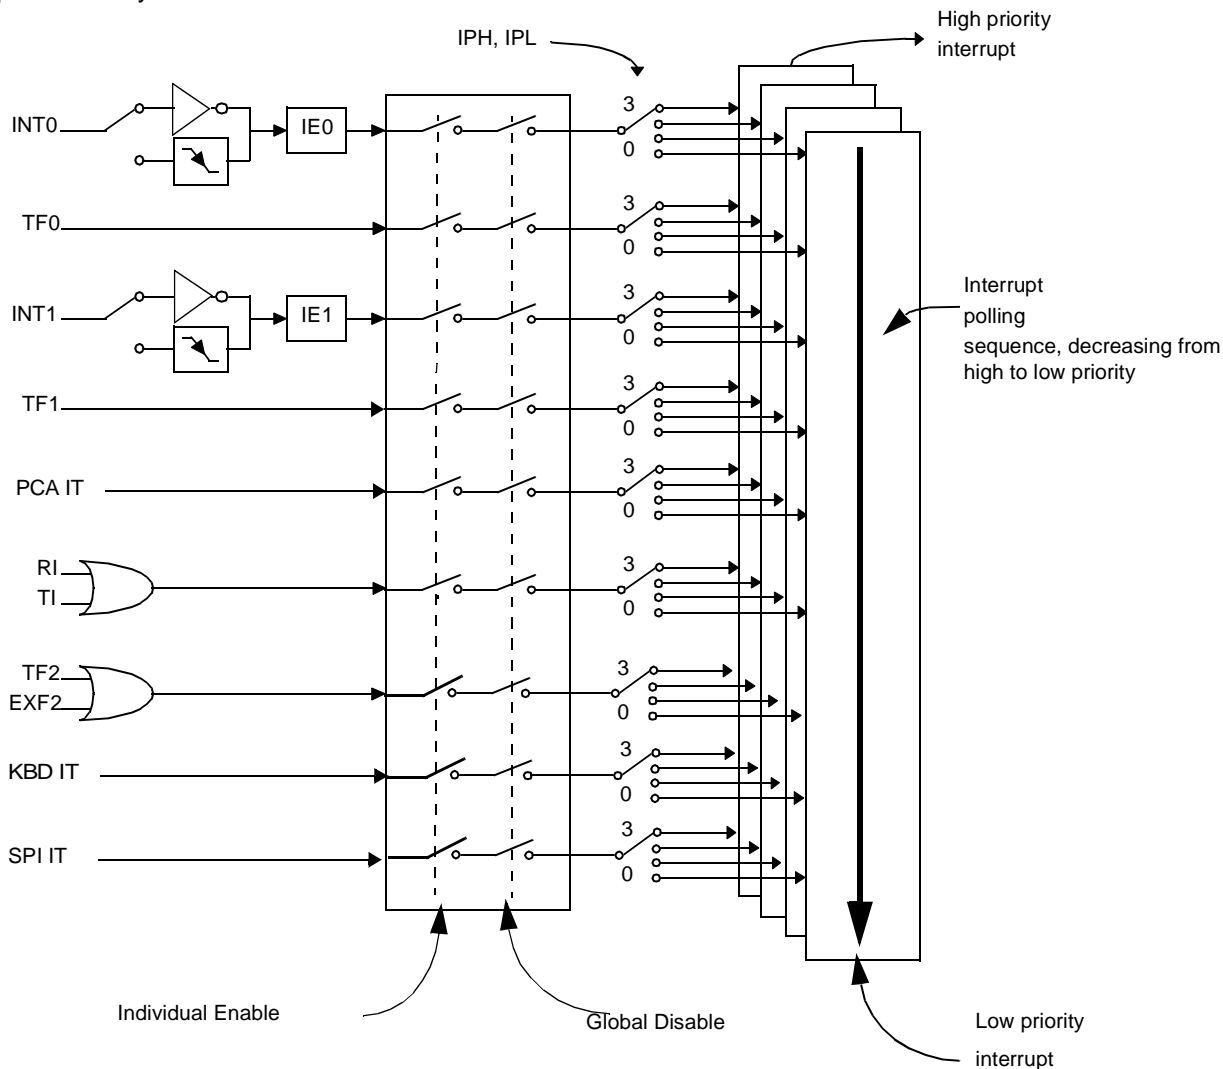 High priority
interrupt
IPH, IPL
INT0
IE0
3
0
TF0
3
0
INT1
IE1
3
0
Interrupt
polling
sequence, decreasing from
high to low priority
TF1
3
0
PCA IT
3
0
RI
TI
3
0
TF2
EXF2
3
0
KBD IT
3
0
SPI IT
3
0
Individual Enable
Global Disable
Low priority
interrupt